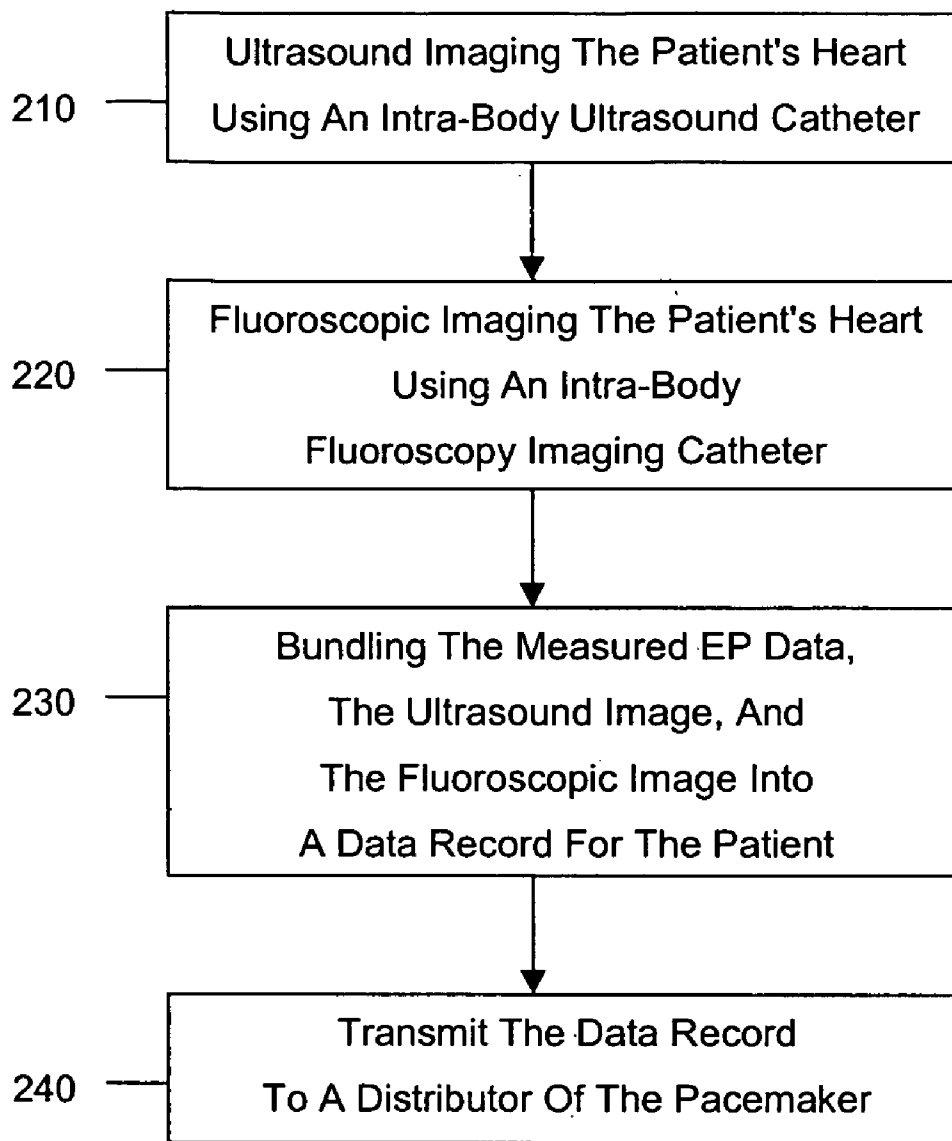 210
Ultrasound Imaging The Patient's Heart
Using An Intra-Body Ultrasound Catheter
220
Fluoroscopic Imaging The Patient's Heart
Using An Intra-Body
Fluoroscopy Imaging Catheter
230
Bundling The Measured EP Data,
The Ultrasound Image, And
The Fluoroscopic Image Into
A Data Record For The Patient
240
Transmit The Data Record
To A Distributor Of The Pacemaker